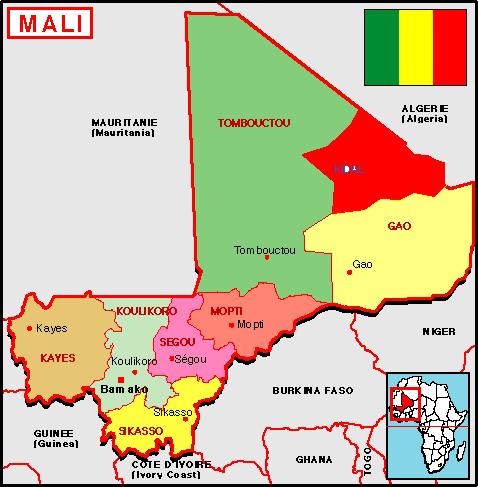 MALI
MAURITANIE
(Mauritania)
ALGERIE
(Algeria)
TOMBOUCTOU
GAO
Tombouctou
Gao
KOULIKORO
MOPTI
SEGOU
Mopti
Kayes
KAYES
Koulikoro
Ségou
NIGER
Bamako
BURKINA FASO
Sikasso
SIKASSO
GUINEE
(Guinea)
COTE D'IVOIRE
(Ivory Coast)
GHANA
TOGO